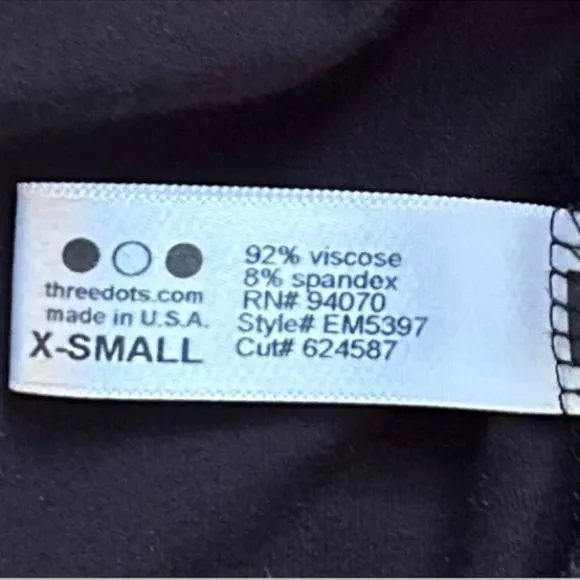 threedots.com
made in U.S.A.
X-SMALL
92% viscose
8% spandex
RN# 94070
Style# EM5397
Cut# 624587